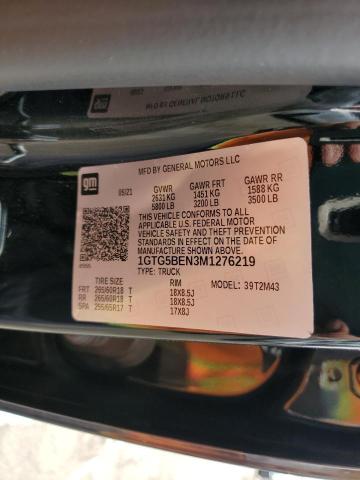 gm
05/21
MFD BY GENERAL MOTORS LLC
GVWR GAWR FRT GAWR RR
2631KG 1451 KG 1588 KG
5800 LB 3200 LB 3500 LB
THIS VEHICLE CONFORMS TO ALL
APPLICABLE U.S. FEDERAL MOTOR
VEHICLE SAFETY AND THEFT
PREVENTION STANDARDS IN EFFECT
ON THE DATE OF MANUFACTURE
SHOWN ABOVE.
1GTG5BEN3M1276219
TYPE: TRUCK
MODEL: 39T2M43
TIRE SIZE RIM
FRT 265/60R18 T 18X8.5J
RR 265/60R18 T 18X8.5J
SPA 255/65R17 T 17X8J